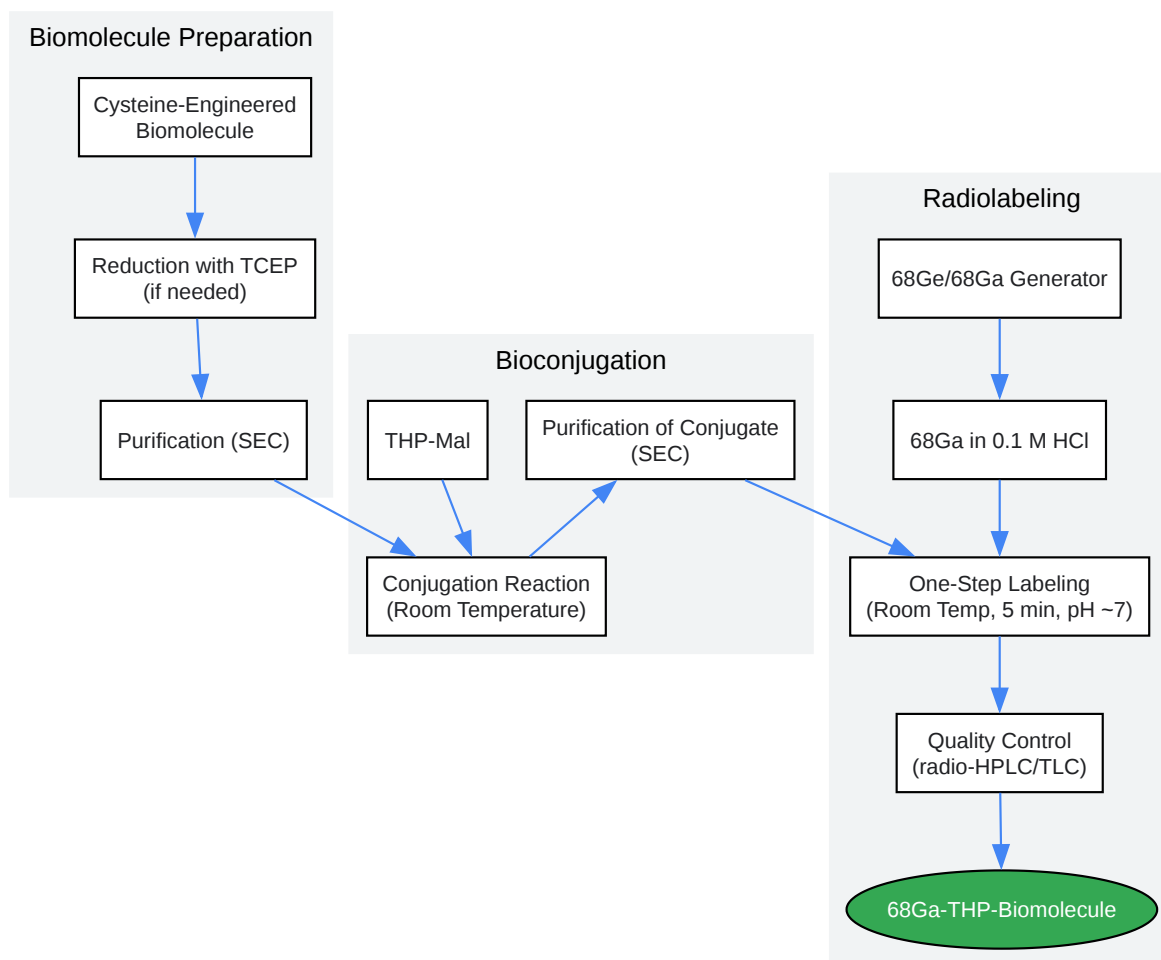 Biomolecule Preparation
Cysteine-Engineered
Biomolecule
Reduction with TCEP
(if needed)
Purification (SEC)
Bioconjugation
THP-Mal
Purification of Conjugate
(SEC)
Conjugation Reaction
(Room Temperature)
Radiolabeling
68Ge/68Ga Generator
68Ga in 0.1 M HCl
One-Step Labeling
(Room Temp, 5 min, pH ~7)
Quality Control
(radio-HPLC/TLC)
68Ga-THP-Biomolecule